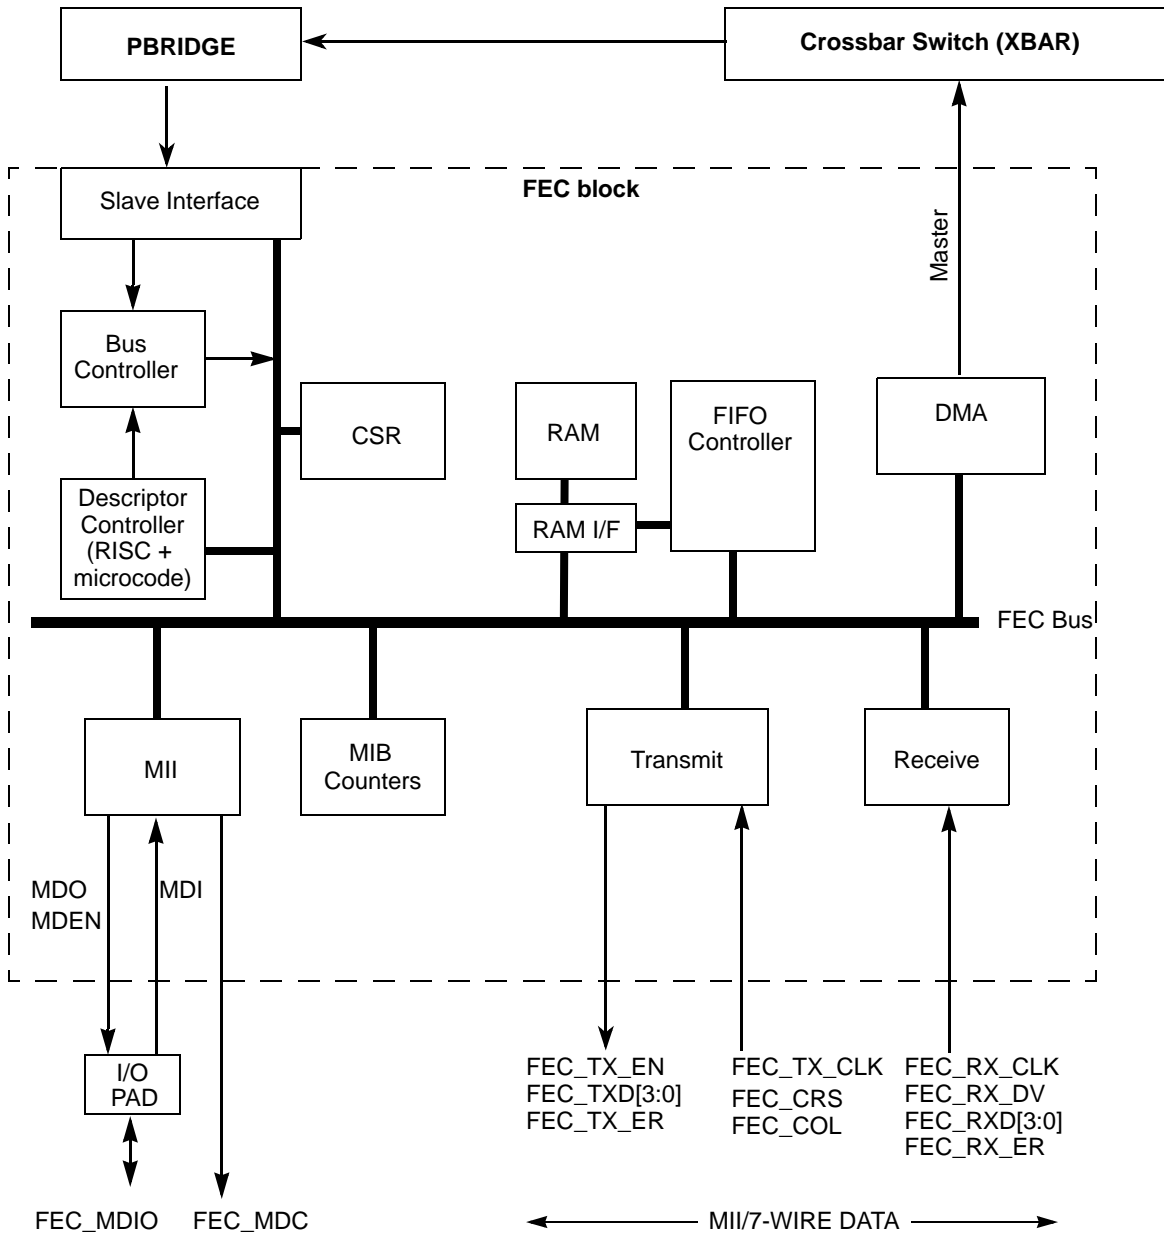 PBRIDGE
Crossbar Switch (XBAR)
Slave Interface
FEC block
Master
Bus
Controller
CSR
RAM
FIFO
Controller
DMA
Descriptor
Controller
(RISC +
microcode)
RAM I/F
FEC Bus
MII
MIB
Counters
Transmit
Receive
MDO
MDEN
MDI
I/O
PAD
FEC_TX_EN
FEC_TXD[3:0]
FEC_TX_ER
FEC_TX_CLK
FEC_CRS
FEC_COL
FEC_RX_CLK
FEC_RX_DV
FEC_RXD[3:0]
FEC_RX_ER
FEC_MDIO
FEC_MDC
MII/7-WIRE DATA